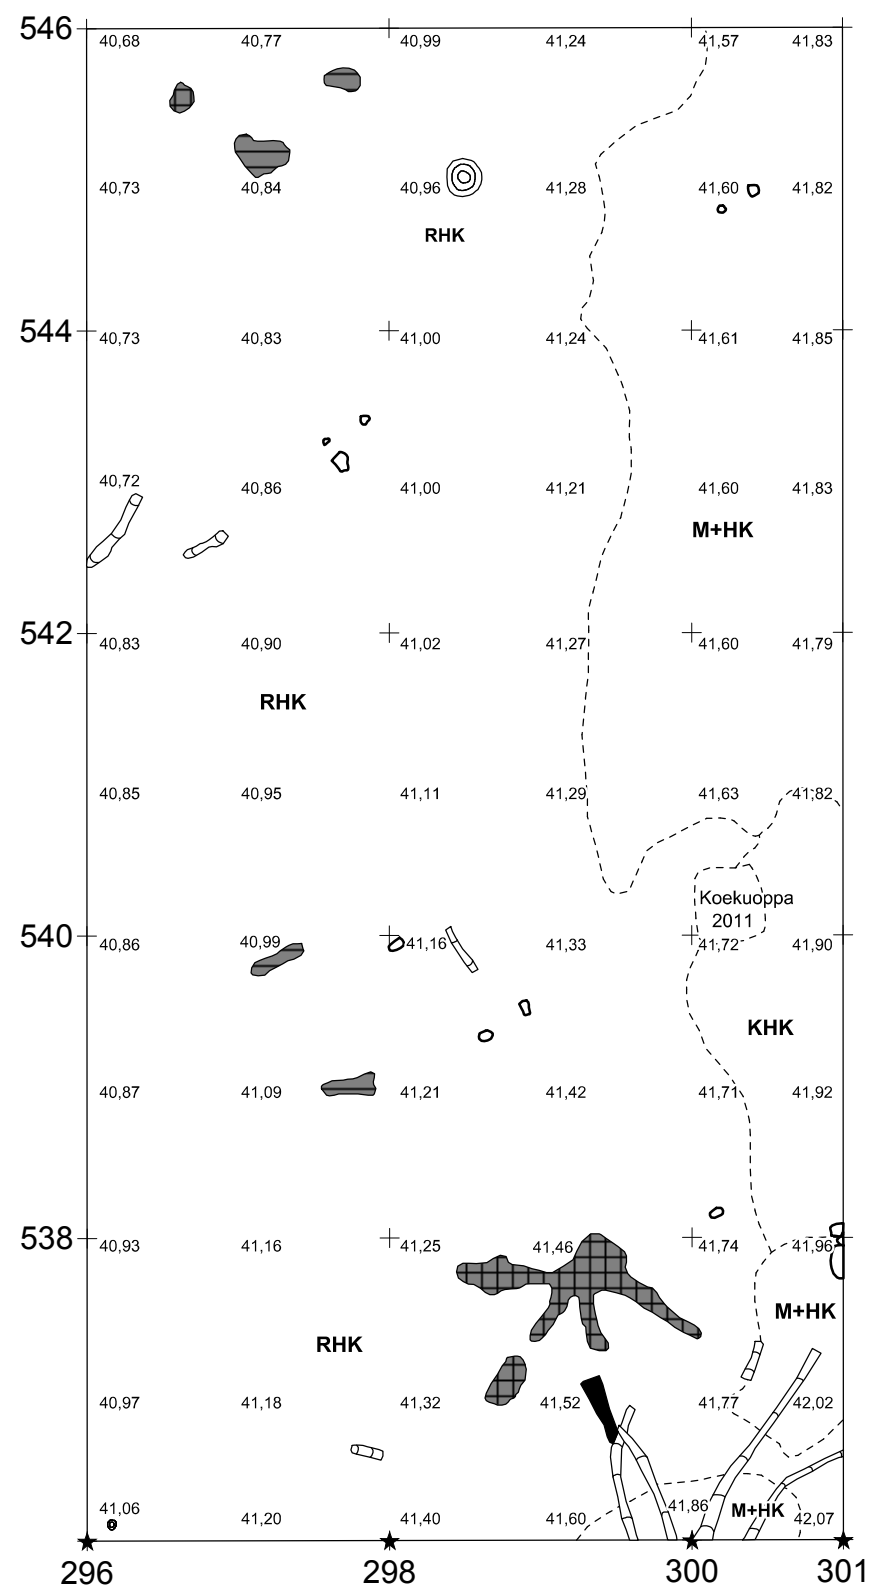 546
40,68 40,77 40,99 41,24 41,57 41,83
40,73 40,84 40,96 41,28 41,60 41,82
RHK
544
40,73 40,83 41,00 41,24 41,61 41,85
40,72 40,86 41,00 41,21 41,60 41,83
M+HK
542
40,83 40,90 41,02 41,27 41,60 41,79
RHK
40,85 40,95 41,11 41,29 41,63 41,82
Koekuoppa
2011
540
40,86 40,99 41,16 41,33 41,72 41,90
KHK
40,87 41,09 41,21 41,42 41,71 41,92
538
40,93 41,16 41,25 41,46 41,74 41,96
M+HK
RHK
40,97 41,18 41,32 41,52 41,77 42,02
41,06 41,20 41,40 41,60 41,86 M+HK 42,07
296 298 300 301